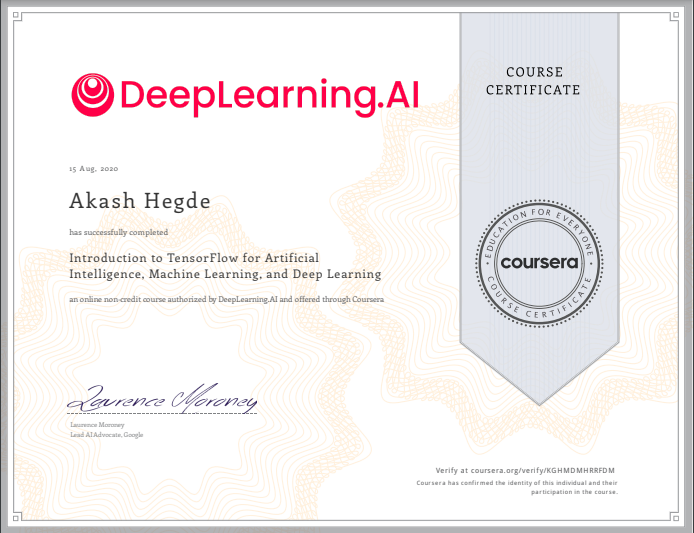 DeepLearning.AI
COURSE
CERTIFICATE
15 Aug, 2020
Akash Hegde
has successfully completed
Introduction to TensorFlow for Artificial
Intelligence, Machine Learning, and Deep Learning
an online non-credit course authorized by DeepLearning.AI and offered through Coursera
EDUCATION FOR EVERYONE
coursera
COURSE CERTIFICATE
Laurence Moroney
Laurence Moroney
Lead AI Advocate, Google
Verify at coursera.org/verify/KGHMDMHRRFDM
Coursera has confirmed the identity of this individual and their
participation in the course.